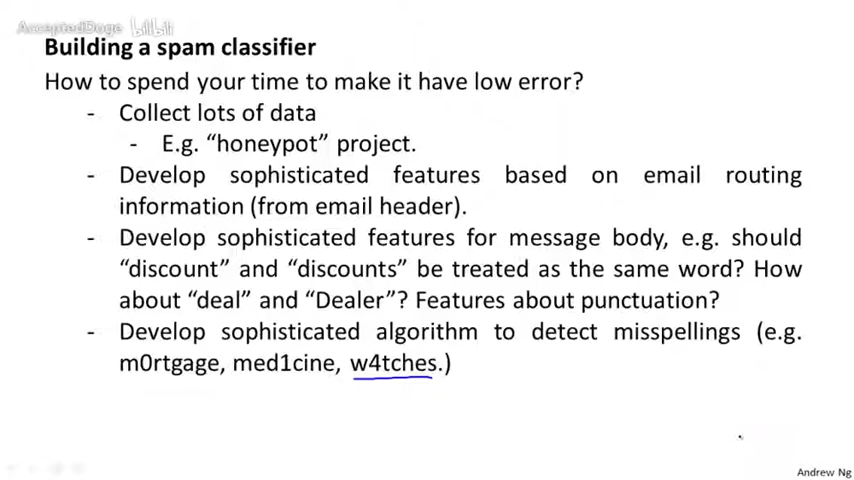 AcceptedDoge bilibili
Building a spam classifier
How to spend your time to make it have low error?
- Collect lots of data
- E.g. “honeypot” project.
- Develop sophisticated features based on email routing
information (from email header).
- Develop sophisticated features for message body, e.g. should
“discount” and “discounts” be treated as the same word? How
about “deal” and “Dealer”? Features about punctuation?
- Develop sophisticated algorithm to detect misspellings (e.g.
m0rtgage, med1cine, w4tches.)
Andrew Ng